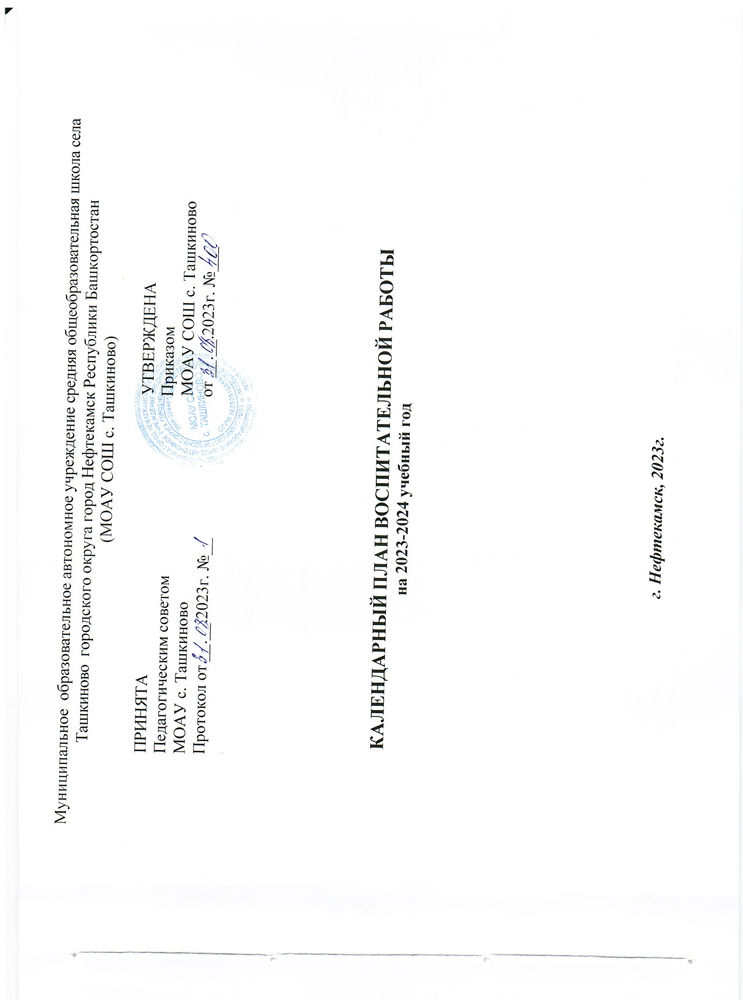 Муниципальное образовательное автономное учреждение средняя общеобразовательная школа села
Ташкиново городского округа город Нефтекамск Республики Башкортостан
(МОАУ СОШ с. Ташкиново)
ПРИНЯТА
Педагогическим советом
МОАУ с. Ташкиново
Протокол от 31.08.2023г. № 1
УТВЕРЖДЕНА
Приказом
МОАУ СОШ с. Ташкиново
от 31.08.2023г. № 400
МОАУ СОШ
с. ТАШКИНОВО
КАЛЕНДАРНЫЙ ПЛАН ВОСПИТАТЕЛЬНОЙ РАБОТЫ
на 2023-2024 учебный год
г. Нефтекамск, 2023г.